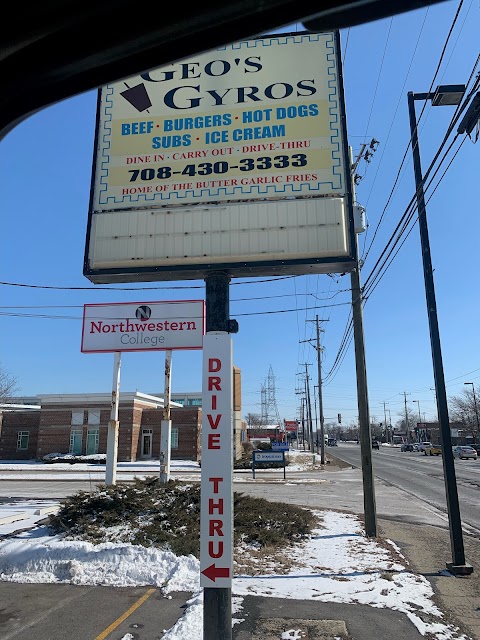 GEO'S
GYROS
BEEF · BURGERS · HOT DOGS
SUBS · ICE CREAM
DINE IN · CARRY OUT · DRIVE-THRU
708-430-3333
HOME OF THE BUTTER GARLIC FRIES
N
Northwestern
College
DRIVE
THRU